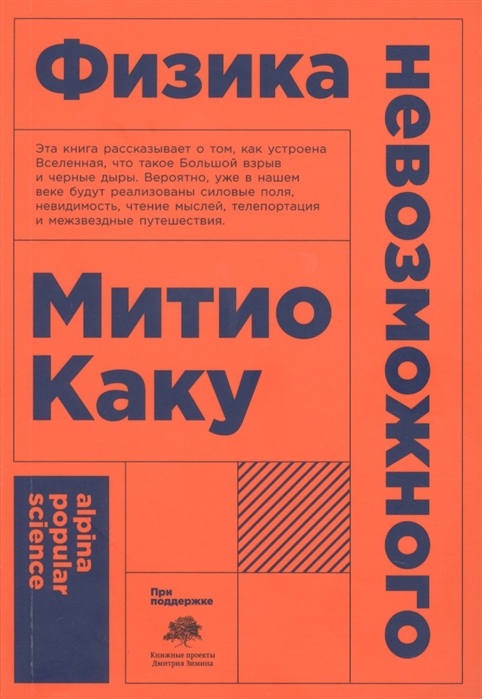 Физика
невозможного
Эта книга рассказывает о том, как устроена
Вселенная, что такое Большой взрыв
и черные дыры. Вероятно, уже в нашем
веке будут реализованы силовые поля,
невидимость, чтение мыслей, телепортация
и межзвездные путешествия.
Митио
Каку
alpina
popular
science
При
поддержке
Книжные проекты
Дмитрия Зимина